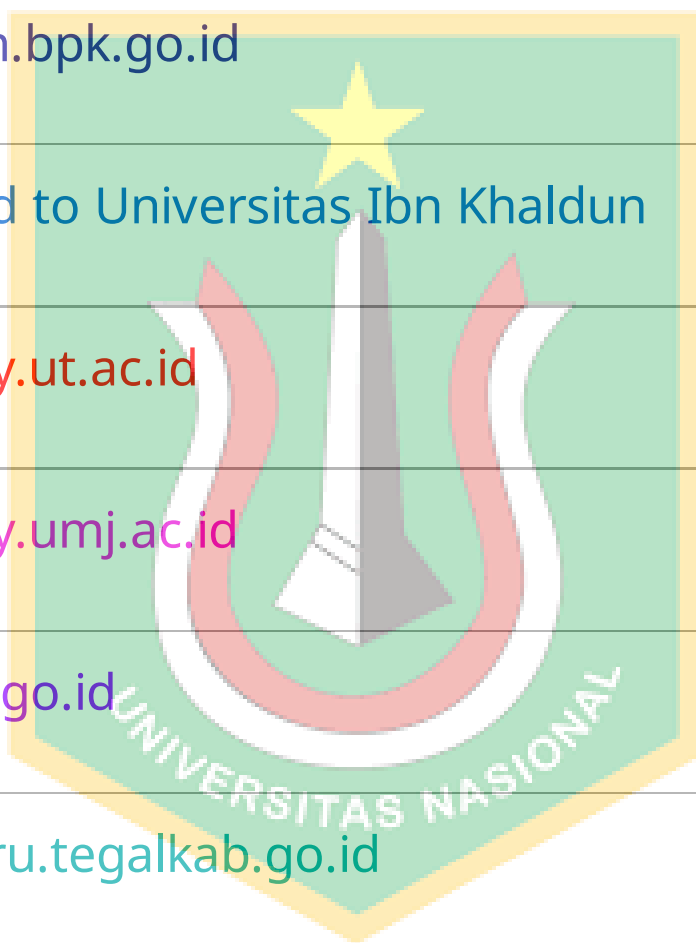 n.bpk.go.id
d to Universitas Ibn Khaldun
y.ut.ac.id
y.umj.ac.id
go.id
ru.tegalkab.go.id
UNIVERSITAS NASIONAL